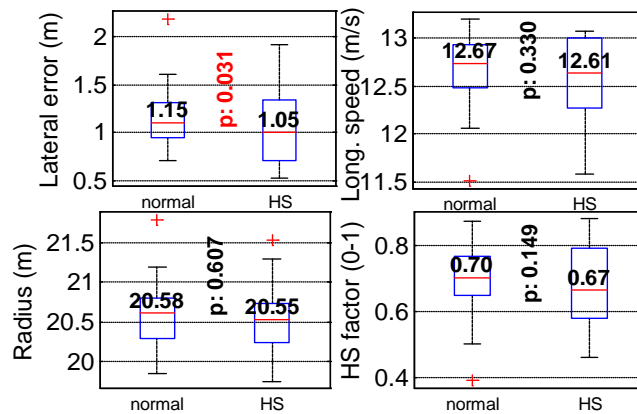 Lateral error (m)
2
1.5
1
0.5
1.15
p: 0.031
1.05
normal
HS
Long. speed (m/s)
13
12.5
12
11.5
12.67
p: 0.330
12.61
normal
HS
Radius (m)
21.5
21
20.5
20
20.58
p: 0.607
20.55
normal
HS
HS factor (0-1)
0.8
0.6
0.4
0.70
p: 0.149
0.67
normal
HS